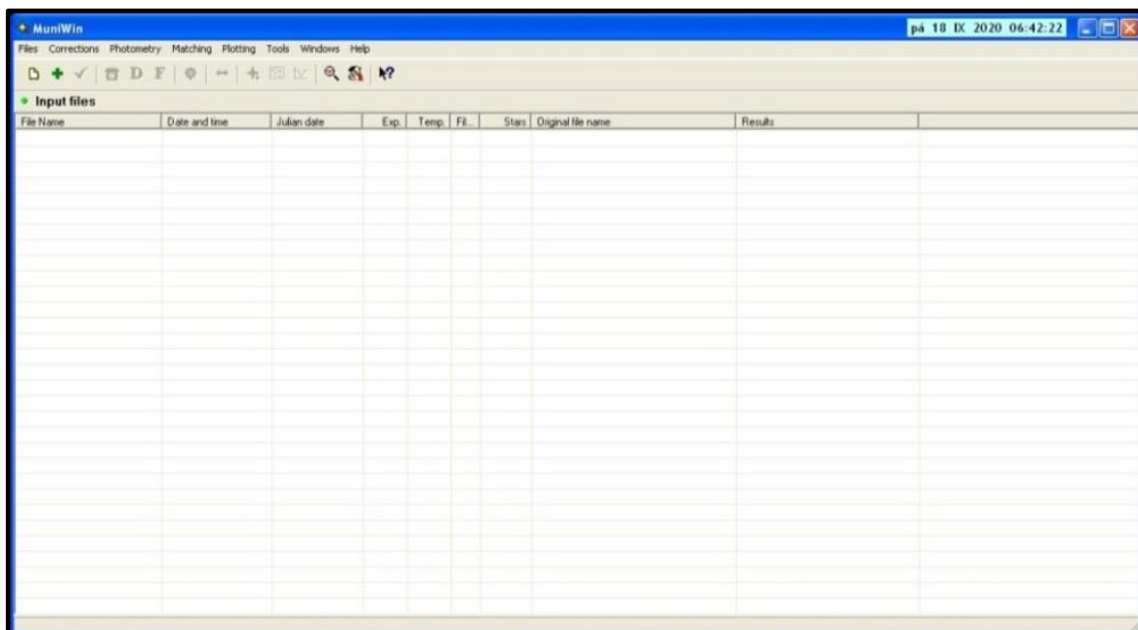 MuniWin pá 18 IX 2020 06:42:22
Files Corrections Photometry Matching Plotting Tools Windows Help
D F ?
Input files
File Name Date and time Julian date Exp. Temp. Fil... Stars Original file name Results